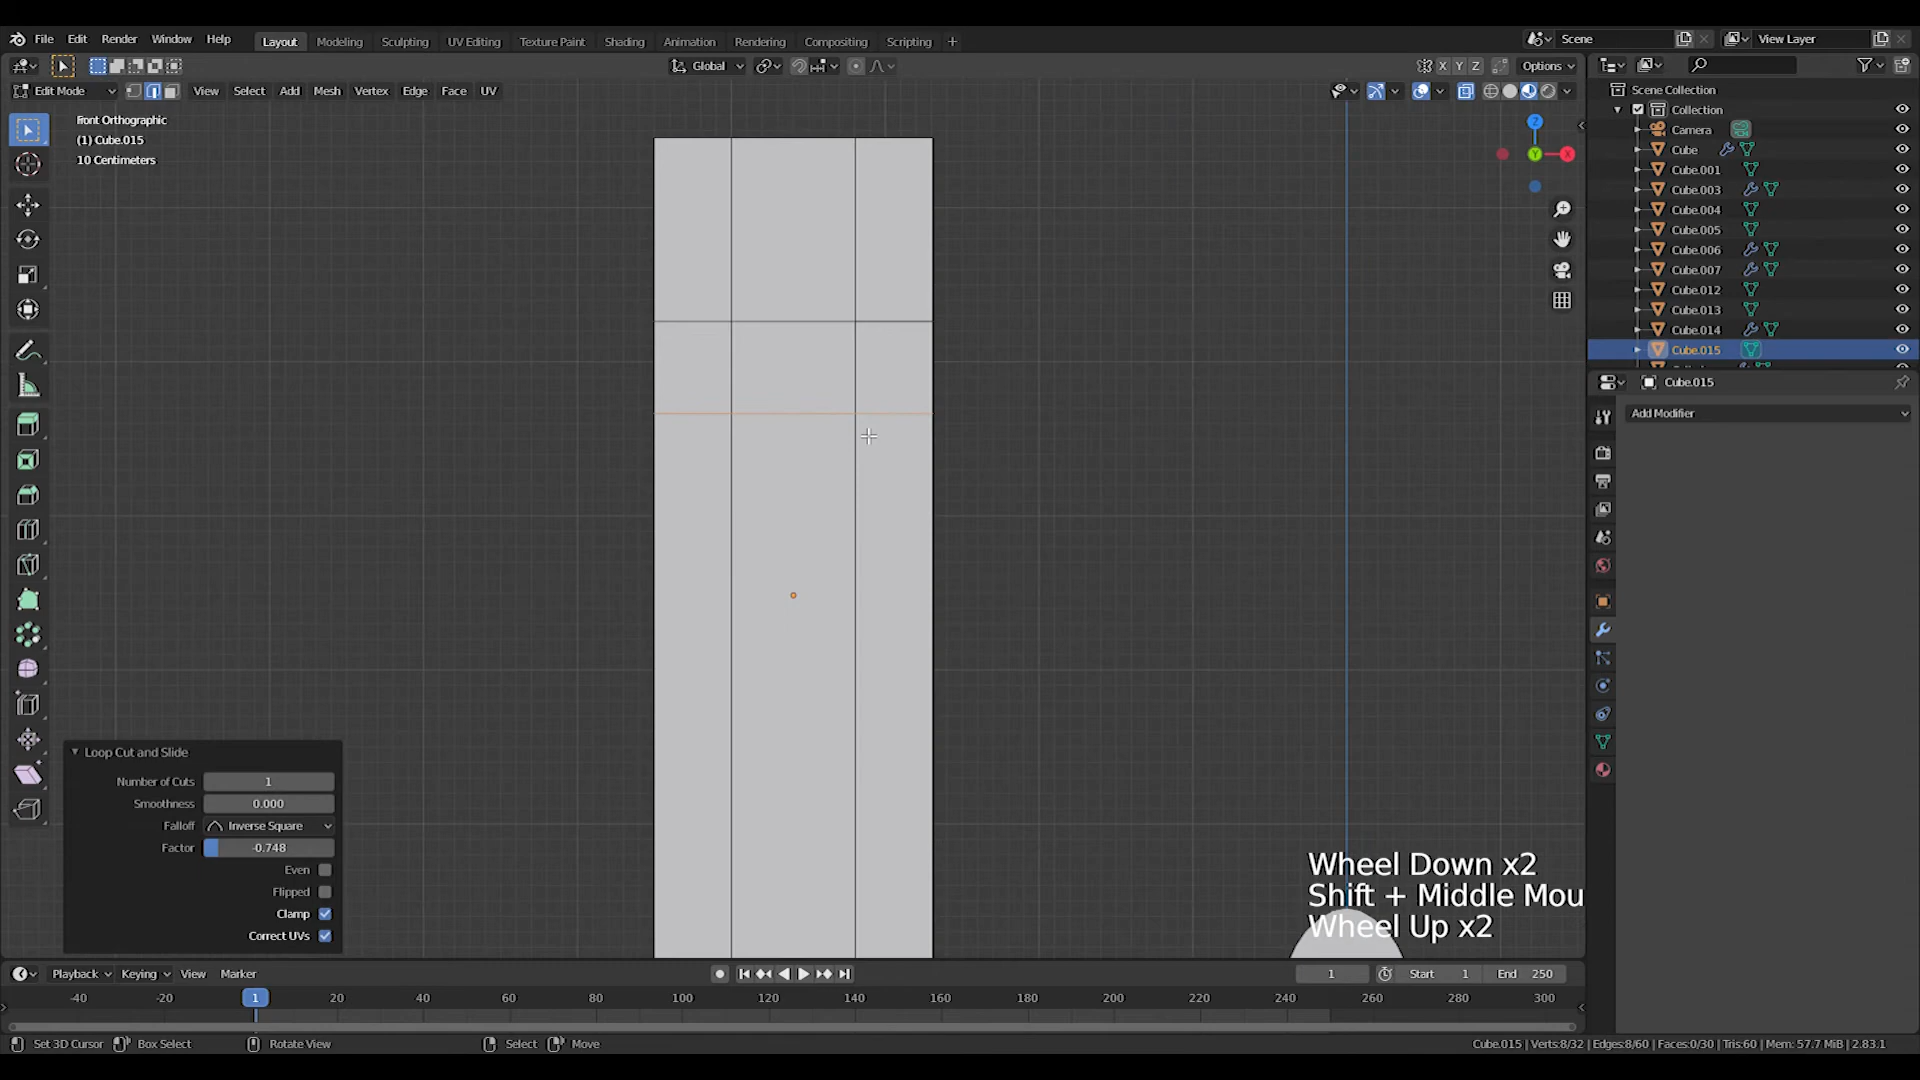 File Edit Render Window Help Layout Modeling Sculpting UV Editing Texture Paint Shading Animation Rendering Compositing Scripting + Scene View Layer
Global X Y Z Options
Edit Mode View Select Add Mesh Vertex Edge Face UV
Front Orthographic
(1) Cube.015
10 Centimeters
Z
Y
X
Scene Collection
Collection
Camera
Cube
Cube.001
Cube.003
Cube.004
Cube.005
Cube.006
Cube.007
Cube.012
Cube.013
Cube.014
Cube.015
Cube.015
Add Modifier
Loop Cut and Slide
Number of Cuts 1
Smoothness 0.000
Falloff Inverse Square
Factor -0.748
Even
Flipped
Clamp
Correct UVs
Wheel Down x2
Shift + Middle Mou
Wheel Up x2
Playback Keying View Marker 1 Start 1 End 250
-40 -20 1 20 40 60 80 100 120 140 160 180 200 220 240 260 280 300
Set 3D Cursor Box Select Rotate View Select Move Cube.015 | Verts:8/32 | Edges:8/60 | Faces:0/30 | Tris:60 | Mem: 57.7 MiB | 2.83.1